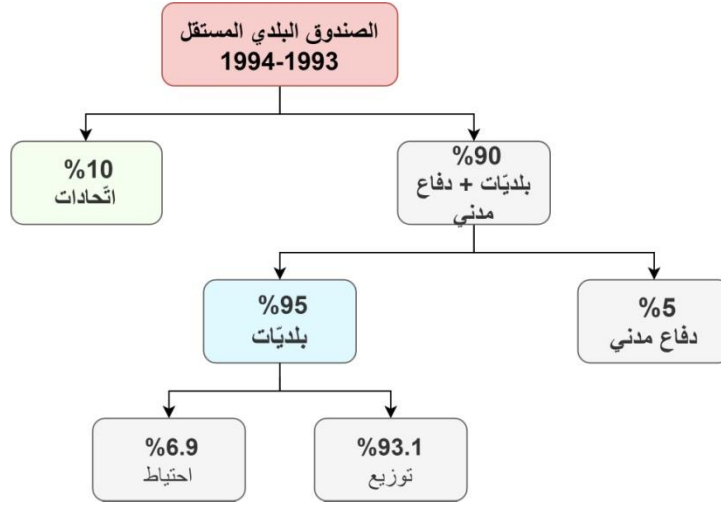 الصندوق البلدي المستقل
1994-1993
%10
اتّحادات
%90
بلديّات + دفاع
مدني
%95
بلديّات
%5
دفاع مدني
%6.9
احتياط
%93.1
توزيع